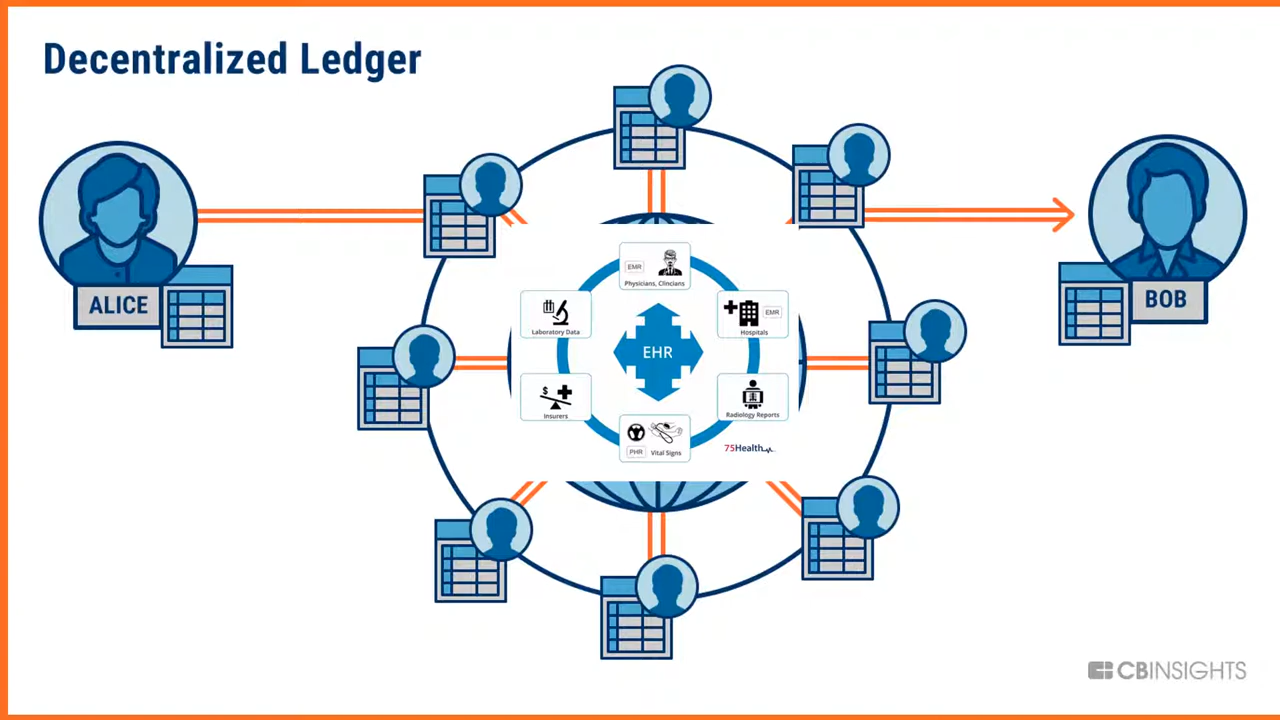 Decentralized Ledger
ALICE
BOB
EMR
Physicians, Clincians
Laboratory Data
EMR
Hospitals
EHR
$
Insurers
Radiology Reports
PHR
Vital Signs
75Health
CBINSIGHTS